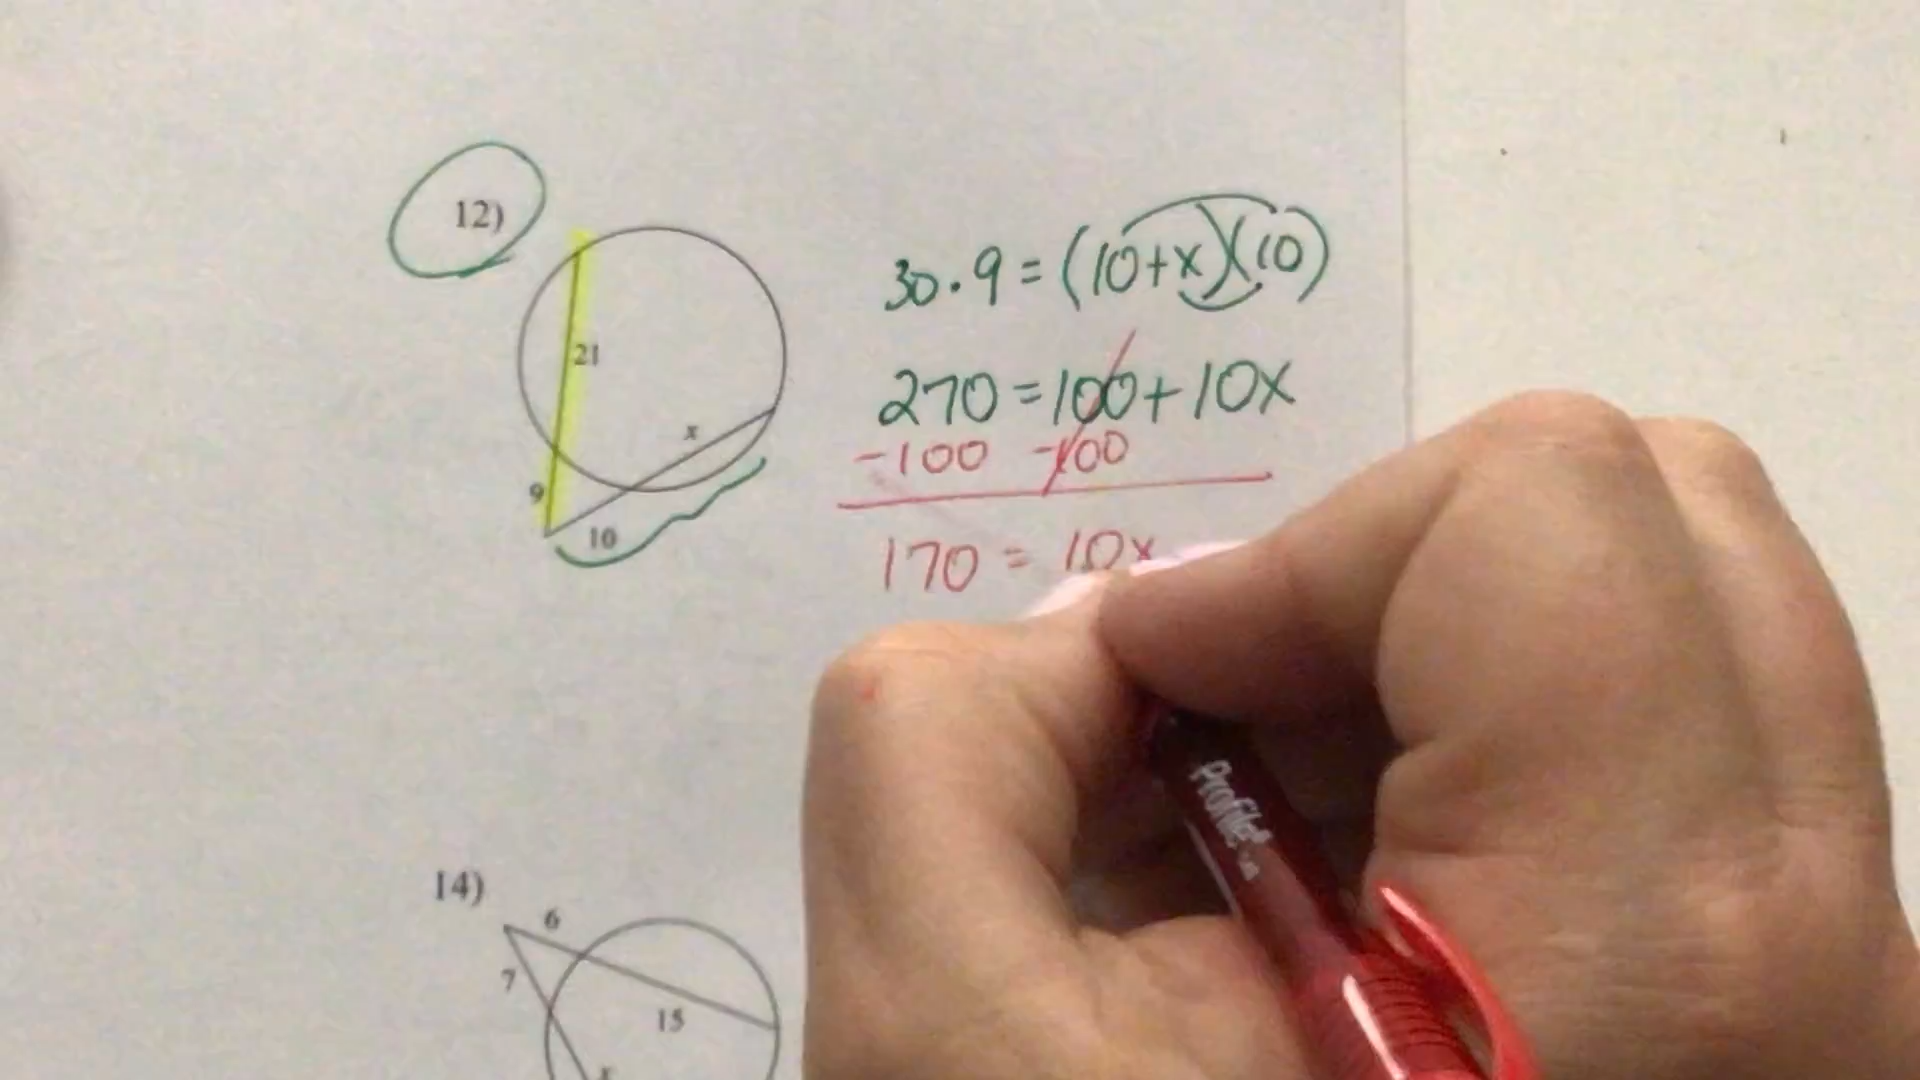 12)
30 · 9 = (10+x)(10)
21
270 = 100 + 10x
x
-100 -100
9
10
170 = 10x
Profile
14)
6
7
15
x